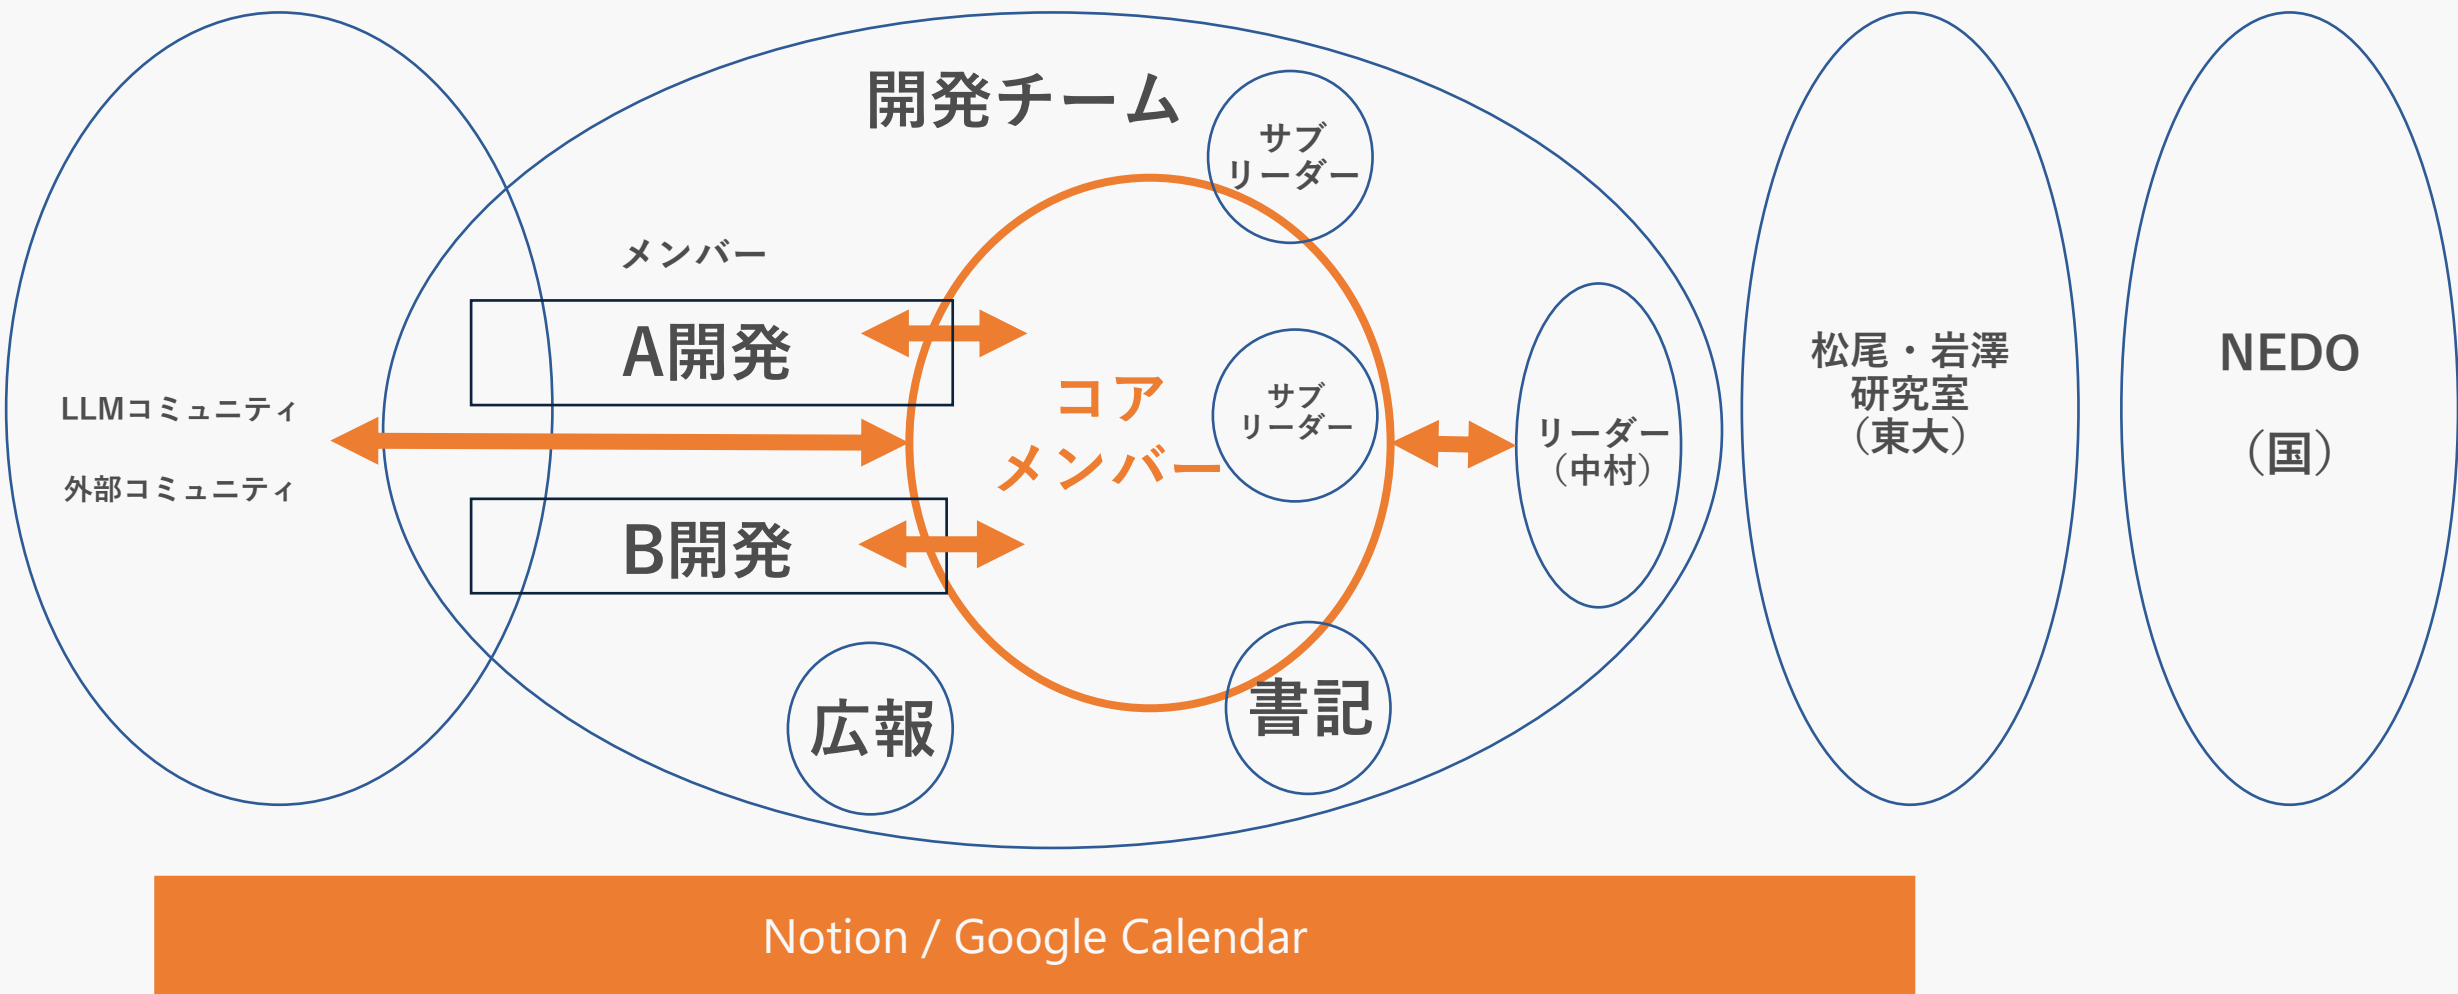 開発チーム
サブ
リーダー
メンバー
A開発
コア
メンバー
サブ
リーダー
LLMコミュニティ
外部コミュニティ
B開発
リーダー
（中村）
広報
書記
松尾・岩澤
研究室
（東大）
NEDO
（国）
Notion / Google Calendar